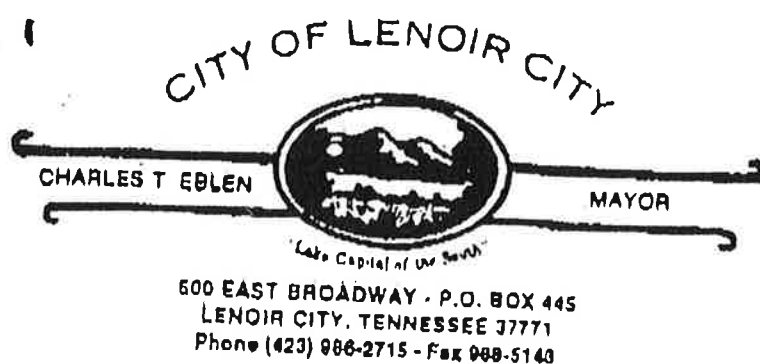 CITY OF LENOIR CITY
CHARLES T EBLEN
MAYOR
"Lake Capital of the South"
600 EAST BROADWAY - P.O. BOX 445
LENOIR CITY, TENNESSEE 37771
Phone (423) 986-2715 - Fax 988-5143